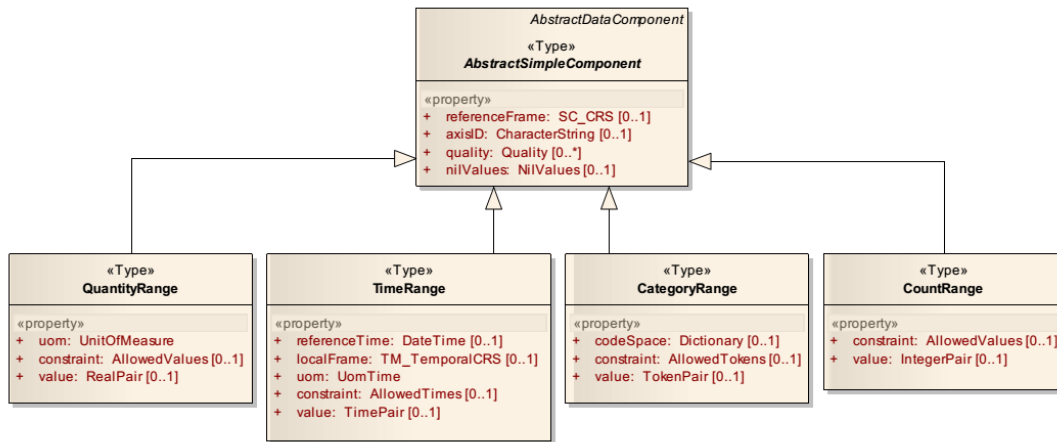 AbstractDataComponent
«Type»
AbstractSimpleComponent
«property»
+ referenceFrame: SC_CRS [0..1]
+ axisID: CharacterString [0..1]
+ quality: Quality [0..*]
+ nilValues: NilValues [0..1]
«Type»
QuantityRange
«property»
+ uom: UnitOfMeasure
+ constraint: AllowedValues [0..1]
+ value: RealPair [0..1]
«Type»
TimeRange
«property»
+ referenceTime: DateTime [0..1]
+ localFrame: TM_TemporalCRS [0..1]
+ uom: UomTime
+ constraint: AllowedTimes [0..1]
+ value: TimePair [0..1]
«Type»
CategoryRange
«property»
+ codeSpace: Dictionary [0..1]
+ constraint: AllowedTokens [0..1]
+ value: TokenPair [0..1]
«Type»
CountRange
«property»
+ constraint: AllowedValues [0..1]
+ value: IntegerPair [0..1]